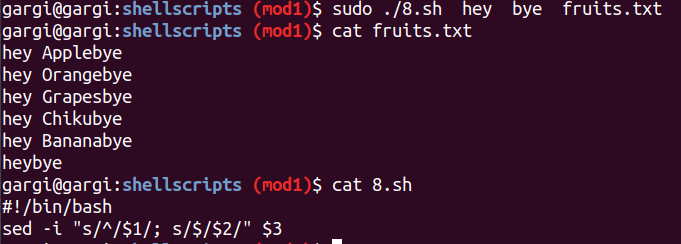 gargi@gargi:shellscripts (mod1)$ sudo ./8.sh  hey  bye  fruits.txt
gargi@gargi:shellscripts (mod1)$ cat fruits.txt
hey Applebye
hey Orangebye
hey Grapesbye
hey Chikubye
hey Bananabye
heybye
gargi@gargi:shellscripts (mod1)$ cat 8.sh
#!/bin/bash
sed -i "s/^/$1/; s/$/$2/" $3